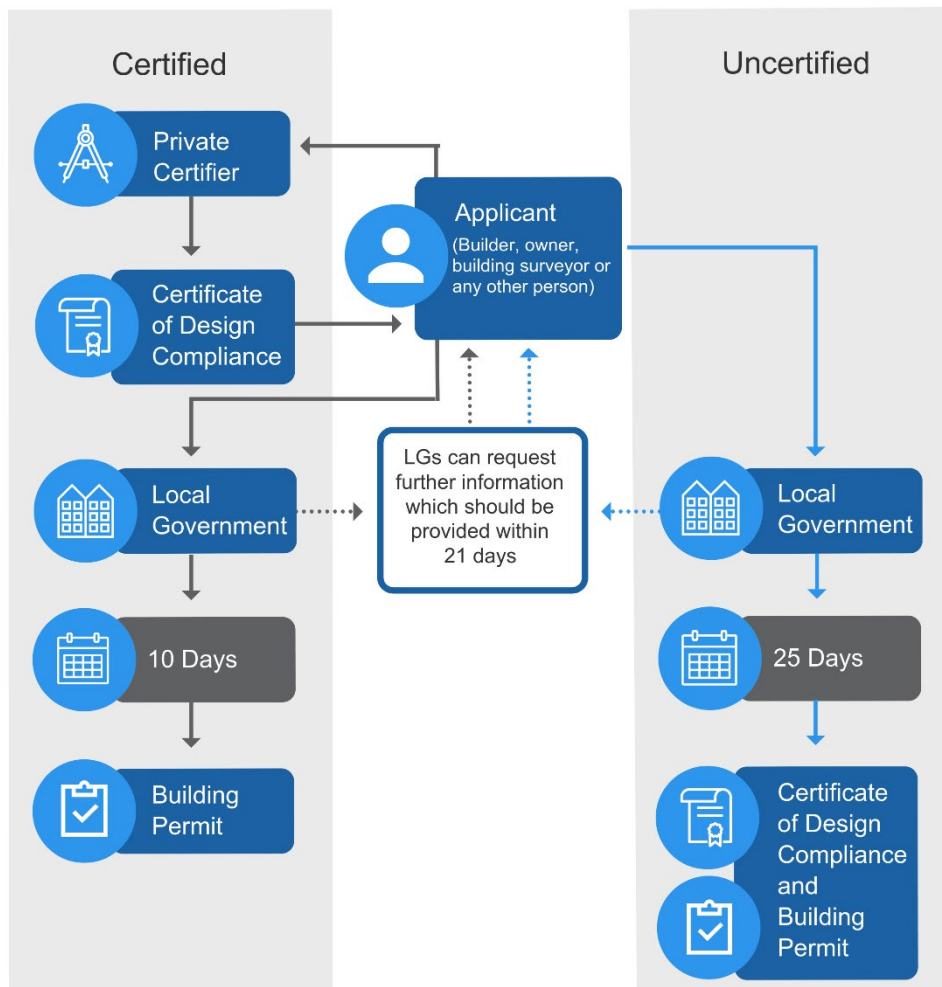 Certified
Private
Certifier
Certificate
of Design
Compliance
Local
Government
10 Days
Building
Permit
Applicant
(Builder, owner,
building surveyor or
any other person)
LGs can request
further information
which should be
provided within
21 days
Uncertified
Local
Government
25 Days
Certificate
of Design
Compliance
and
Building
Permit